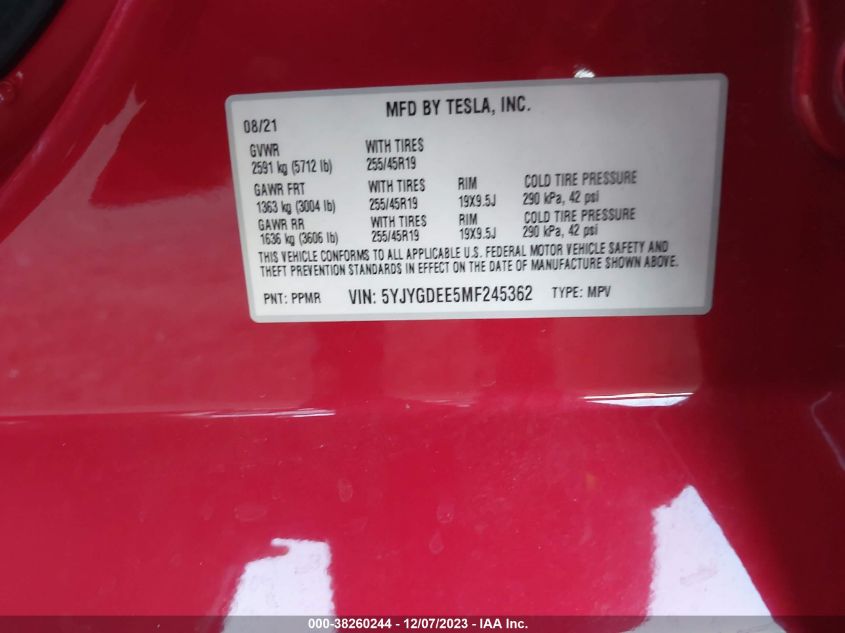 MFD BY TESLA, INC.
08/21
GVWR WITH TIRES
2591 kg (5712 lb) 255/45R19
GAWR FRT WITH TIRES RIM COLD TIRE PRESSURE
1363 kg (3004 lb) 255/45R19 19X9.5J 290 kPa, 42 psi
GAWR RR WITH TIRES RIM COLD TIRE PRESSURE
1636 kg (3606 lb) 255/45R19 19X9.5J 290 kPa, 42 psi
THIS VEHICLE CONFORMS TO ALL APPLICABLE U.S. FEDERAL MOTOR VEHICLE SAFETY AND
THEFT PREVENTION STANDARDS IN EFFECT ON THE DATE OF MANUFACTURE SHOWN ABOVE.
PNT: PPMR VIN: 5YJYGDEE5MF245362 TYPE: MPV
000-38260244 - 12/07/2023 - IAA Inc.